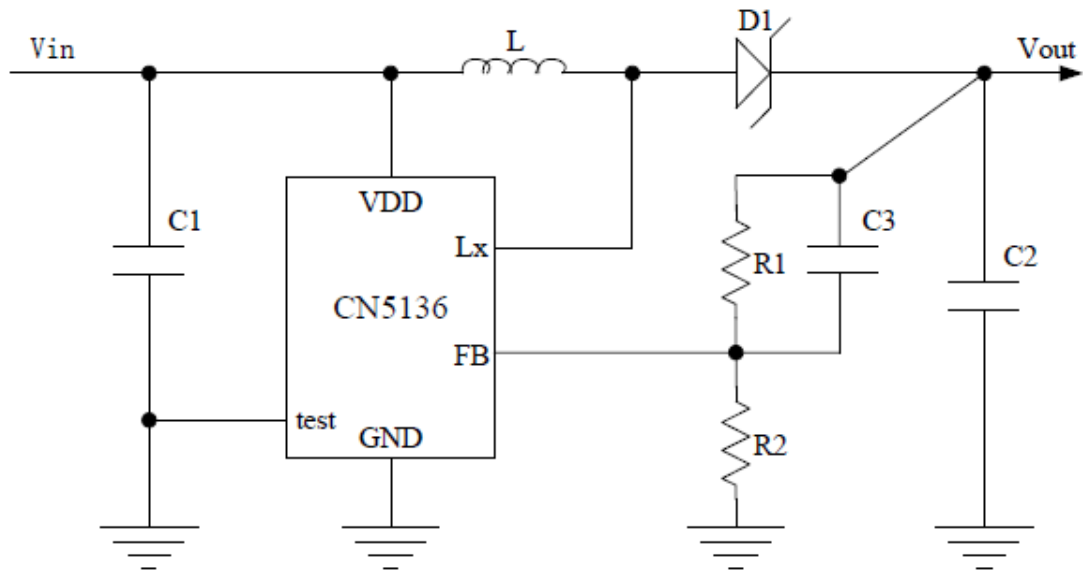 D1
Vin
L
Vout
VDD
C1
C3
Lx
R1
C2
CN5136
FB
test
GND
R2